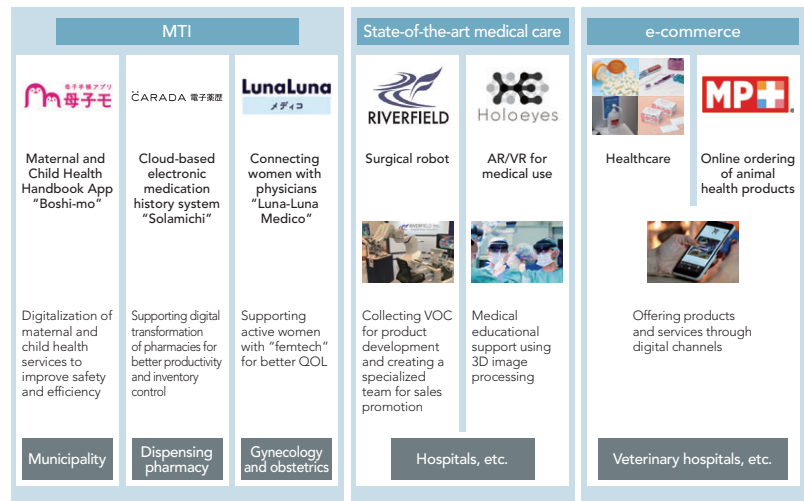 MTI
母子手帳アプリ
母子モ
Maternal and
Child Health
Handbook App
“Boshi-mo”
Digitalization of
maternal and
child health
services to
improve safety
and efficiency
Municipality
CARADA 電子薬歴
Cloud-based
electronic
medication
history system
“Solamichi”
Supporting digital
transformation
of pharmacies for
better productivity
and inventory
control
Dispensing
pharmacy
LunaLuna
メディコ
Connecting
women with
physicians
“Luna-Luna
Medico”
Supporting
active women
with “femtech”
for better QOL
Gynecology
and obstetrics
State-of-the-art medical care
RIVERFIELD
Surgical robot
RIVERFIELD
Collecting VOC
for product
development
and creating a
specialized
team for sales
promotion
Holoeyes
AR/VR for
medical use
Medical
educational
support using
3D image
processing
Hospitals, etc.
e-commerce
Healthcare
MP
Online ordering
of animal
health products
Offering products
and services through
digital channels
Veterinary hospitals, etc.